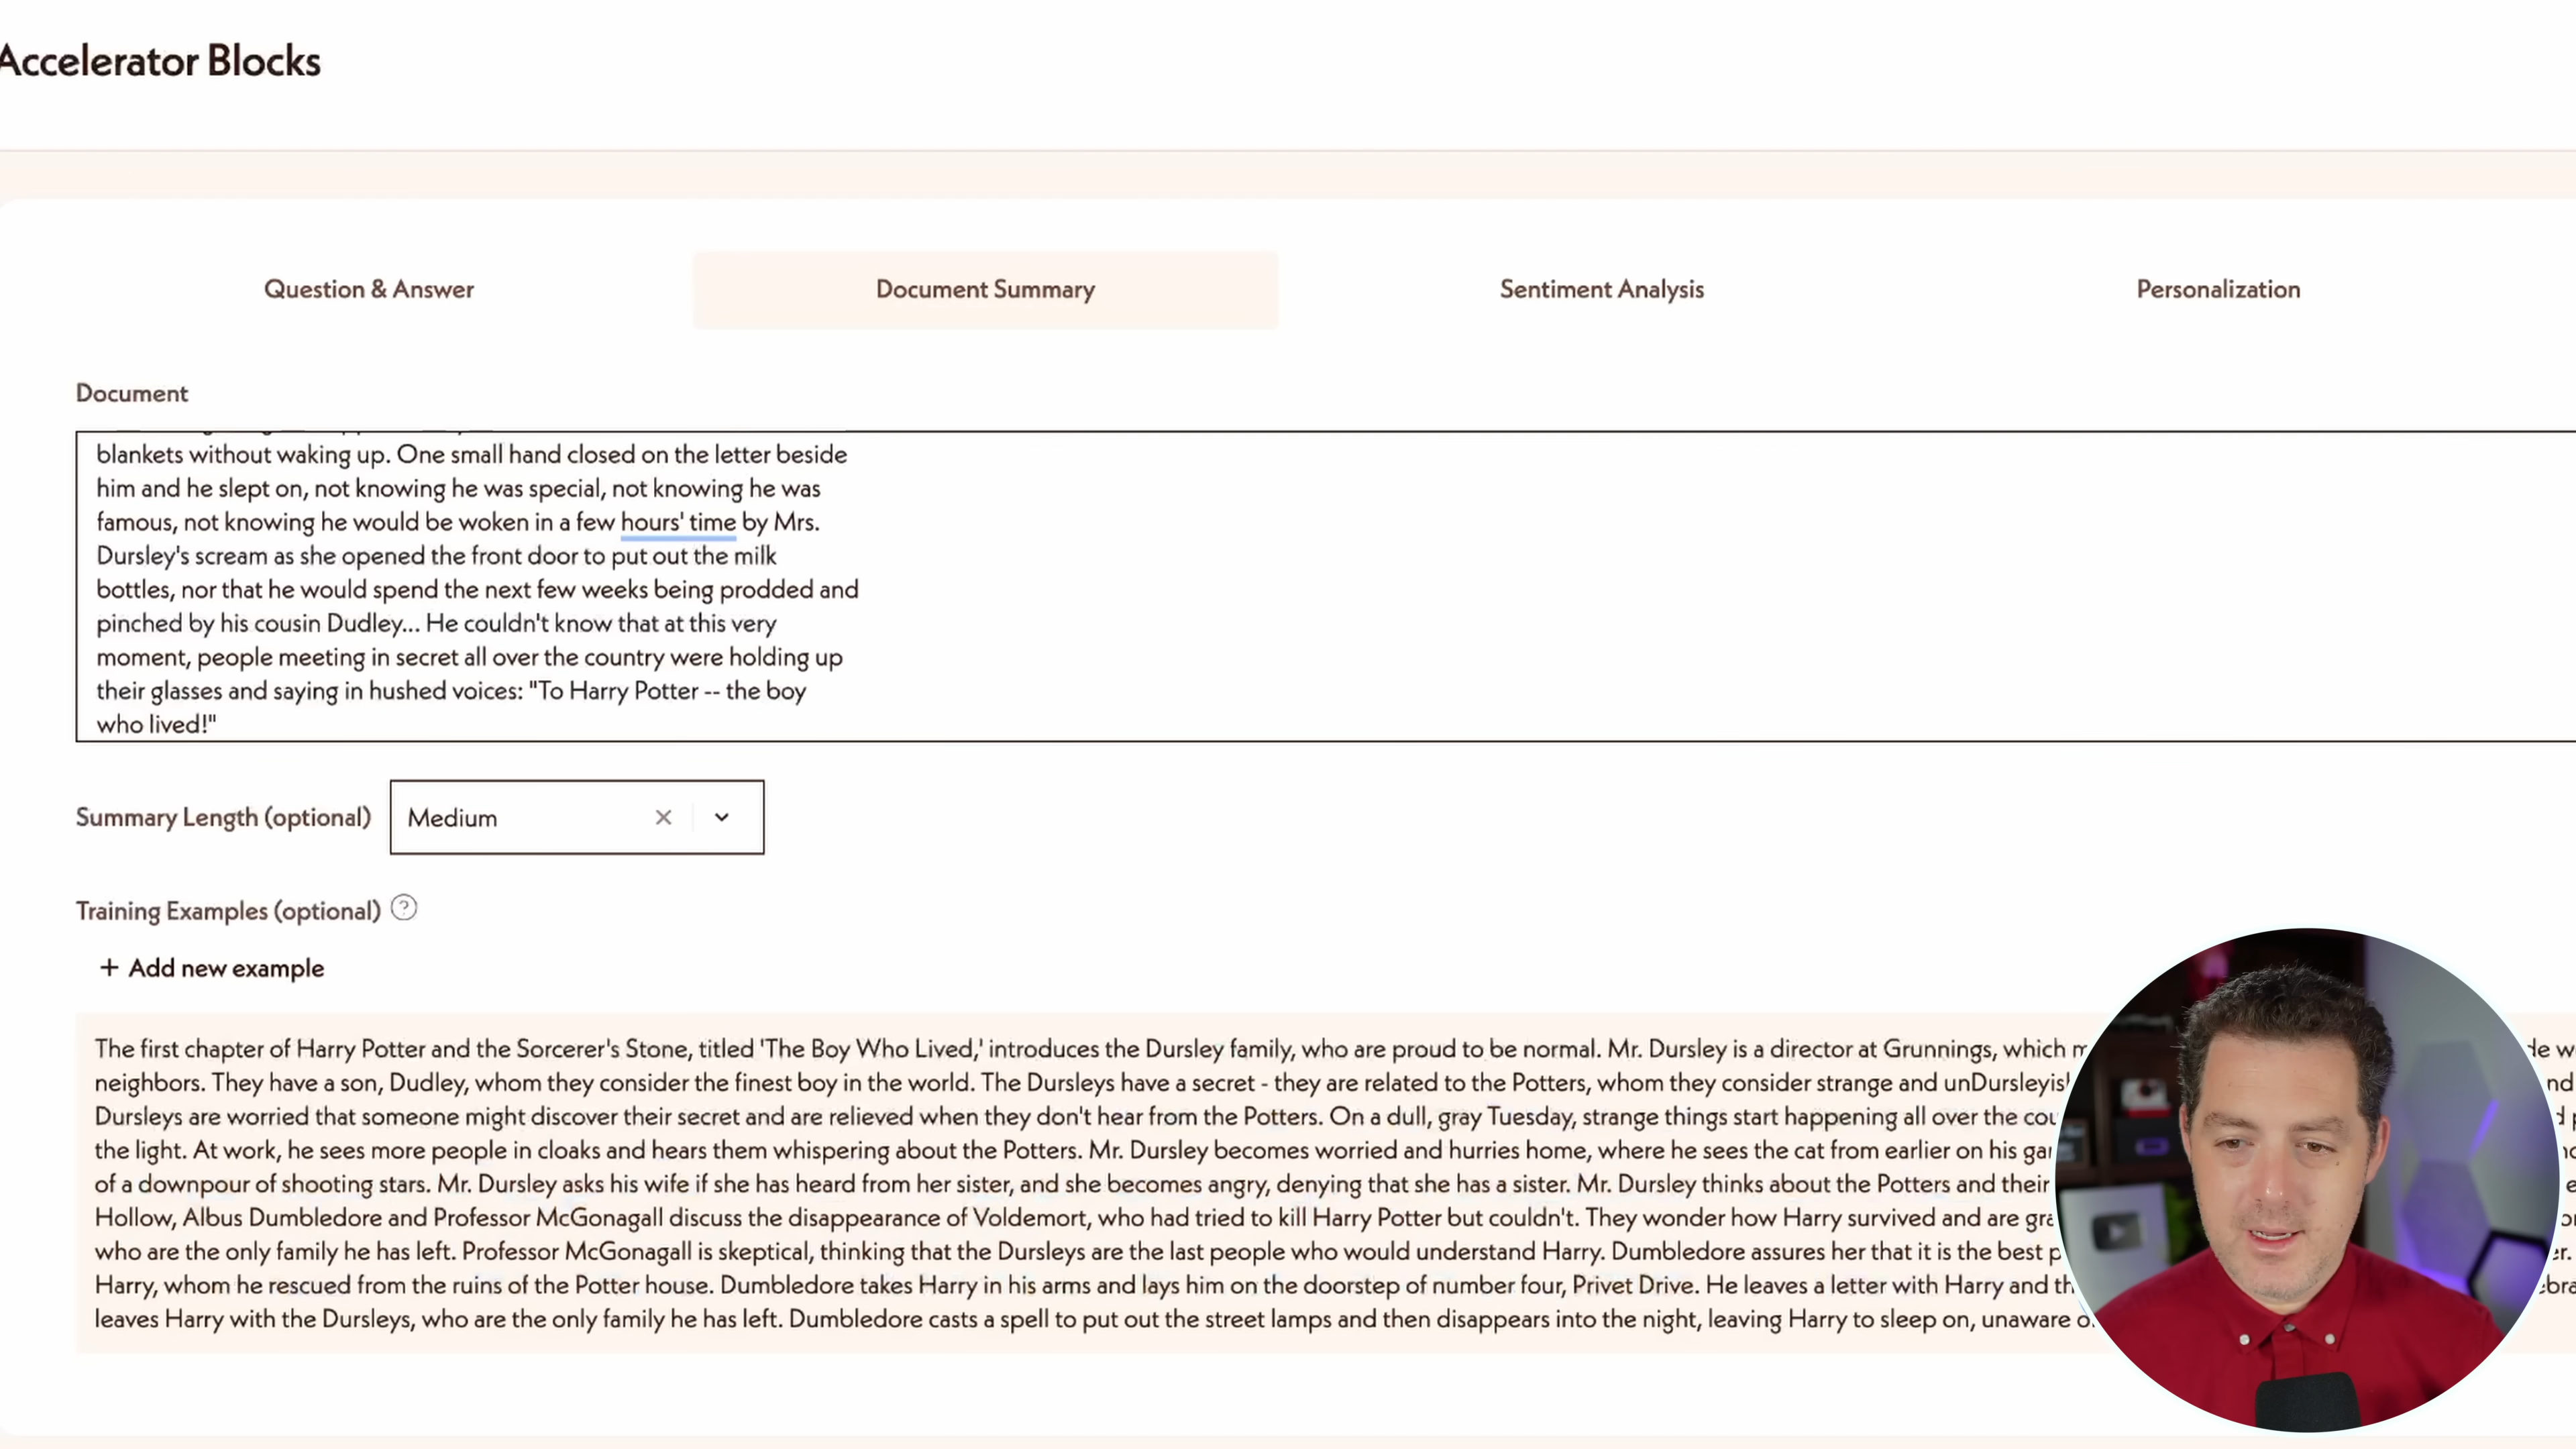 Accelerator Blocks
Question & Answer
Document Summary
Sentiment Analysis
Personalization
Document
blankets without waking up. One small hand closed on the letter beside
him and he slept on, not knowing he was special, not knowing he was
famous, not knowing he would be woken in a few hours' time by Mrs.
Dursley's scream as she opened the front door to put out the milk
bottles, nor that he would spend the next few weeks being prodded and
pinched by his cousin Dudley... He couldn't know that at this very
moment, people meeting in secret all over the country were holding up
their glasses and saying in hushed voices: "To Harry Potter -- the boy
who lived!"
Summary Length (optional)
Medium
Training Examples (optional)
+ Add new example
The first chapter of Harry Potter and the Sorcerer's Stone, titled 'The Boy Who Lived,' introduces the Dursley family, who are proud to be normal. Mr. Dursley is a director at Grunnings, which
neighbors. They have a son, Dudley, whom they consider the finest boy in the world. The Dursleys have a secret - they are related to the Potters, whom they consider strange and
Dursleys are worried that someone might discover their secret and are relieved when they don't hear from the Potters. On a dull, gray Tuesday, strange things start happening all over the
the light. At work, he sees more people in cloaks and hears them whispering about the Potters. Mr. Dursley becomes worried and hurries home, where he sees the cat from earlier on his
of a downpour of shooting stars. Mr. Dursley asks his wife if she has heard from her sister, and she becomes angry, denying that she has a sister. Mr. Dursley thinks about the Potters and their
Hollow, Albus Dumbledore and Professor McGonagall discuss the disappearance of Voldemort, who had tried to kill Harry Potter but couldn't. They wonder how Harry survived and are
who are the only family he has left. Professor McGonagall is skeptical, thinking that the Dursleys are the last people who would understand Harry. Dumbledore assures her that it is the best
Harry, whom he rescued from the ruins of the Potter house. Dumbledore takes Harry in his arms and lays him on the doorstep of number four, Privet Drive. He leaves a letter with Harry and
leaves Harry with the Dursleys, who are the only family he has left. Dumbledore casts a spell to put out the street lamps and then disappears into the night, leaving Harry to sleep on, unaware